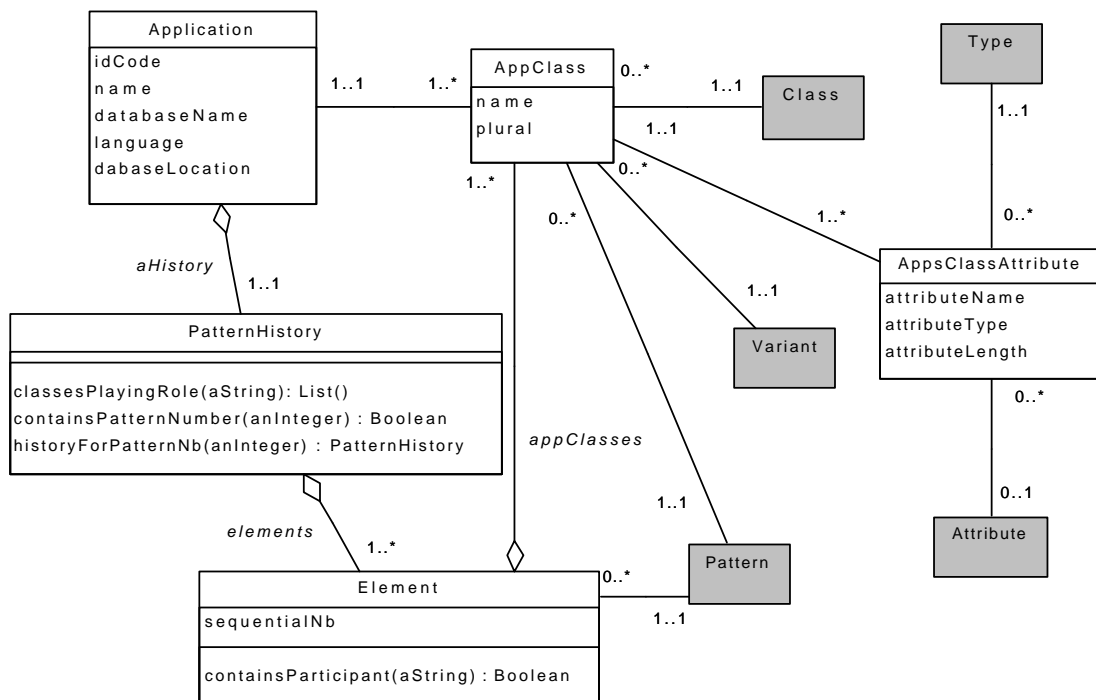 Application
idCode
name
databaseName
language
dabaseLocation
1..1
1..*
AppClass
name
plural
0..*
1..1
Class
Type
1..1
0..*
1..1
1..*
AppsClassAttribute
attributeName
attributeType
attributeLength
0..*
0..1
Attribute
1..*
0..*
0..*
1..1
Variant
aHistory
1..1
PatternHistory
classesPlayingRole(aString): List()
containsPatternNumber(anInteger) : Boolean
historyForPatternNb(anInteger) : PatternHistory
appClasses
1..1
Pattern
elements
1..*
Element
sequentialNb
containsParticipant(aString) : Boolean
0..*
1..1